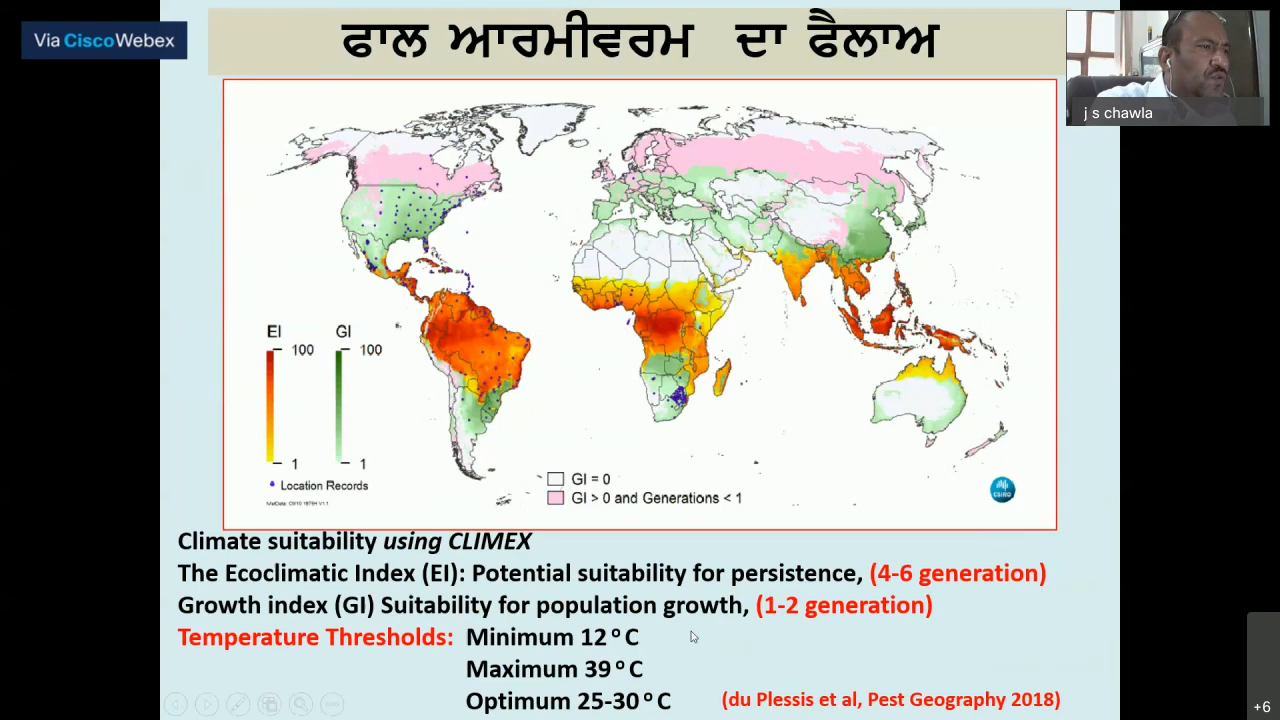 Via Cisco Webex
ਫਾਲ ਆਰਮੀਵਰਮ ਦਾ ਫੈਲਾਅ
j s chawla
EI GI
100 100
1 1
Location Records
GI = 0
GI > 0 and Generations < 1
CSIRO
Climate suitability using CLIMEX
The Ecoclimatic Index (EI): Potential suitability for persistence, (4-6 generation)
Growth index (GI) Suitability for population growth, (1-2 generation)
Temperature Thresholds: Minimum 12 º C
Maximum 39 º C
Optimum 25-30 º C (du Plessis et al, Pest Geography 2018)
+6